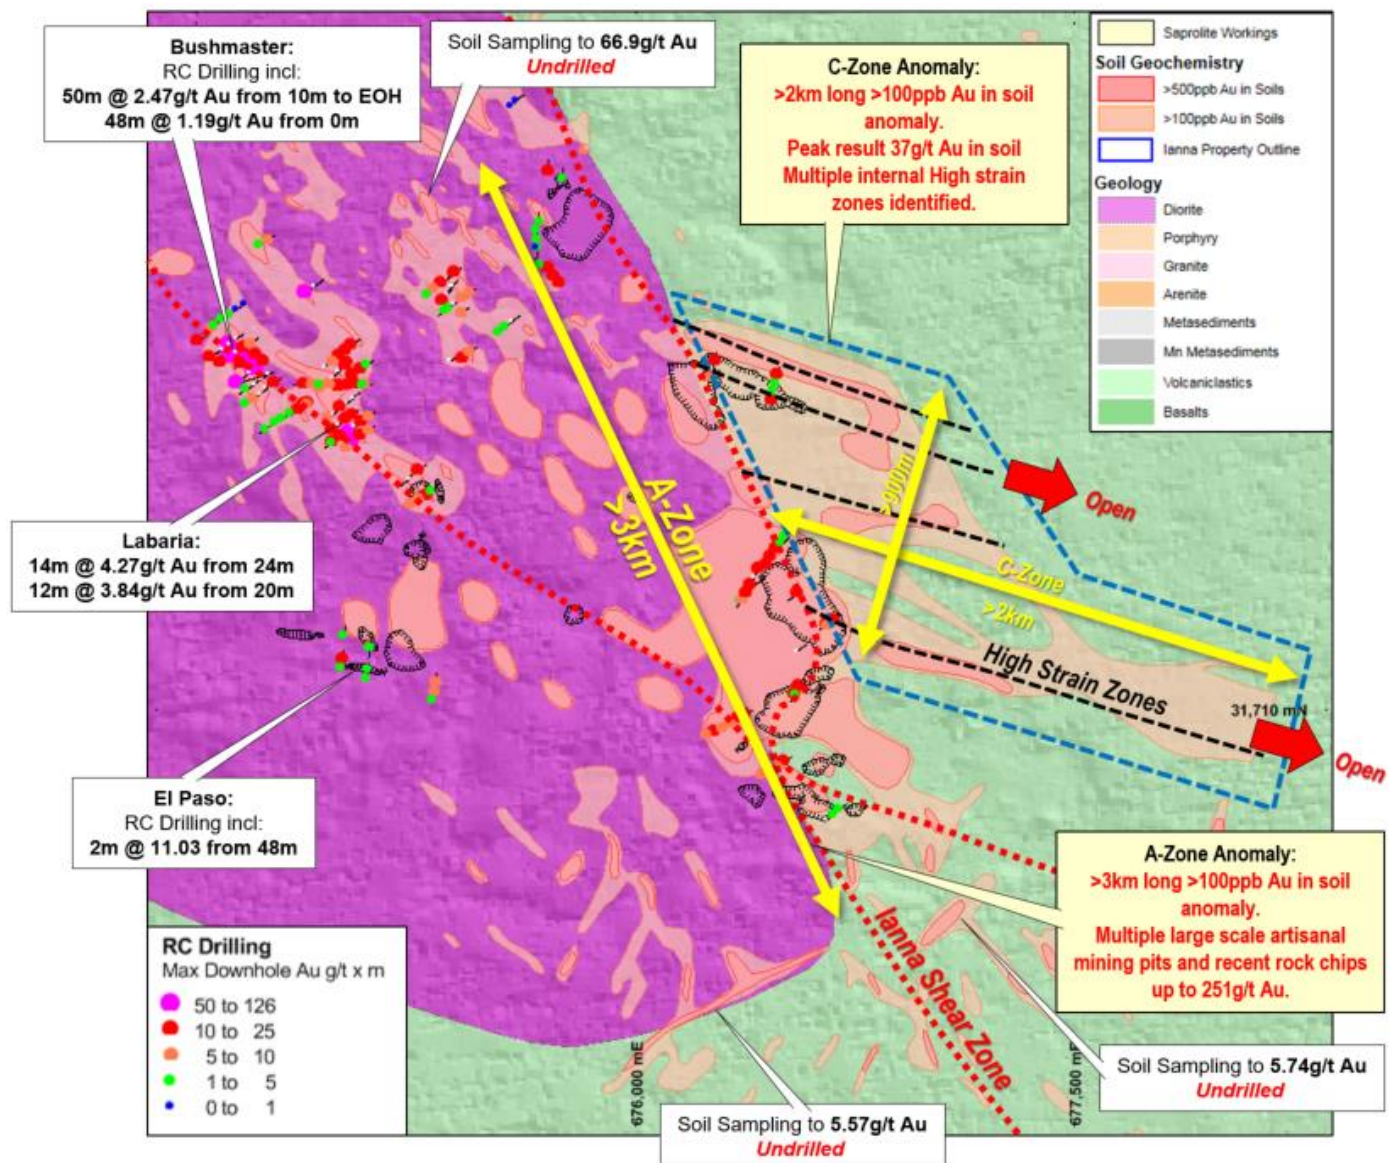 Bushmaster:
RC Drilling incl:
50m @ 2.47g/t Au from 10m to EOH
48m @ 1.19g/t Au from 0m
Soil Sampling to 66.9g/t Au
Undrilled
C-Zone Anomaly:
>2km long >100ppb Au in soil
anomaly.
Peak result 37g/t Au in soil
Multiple internal High strain
zones identified.
Saprolite Workings
Soil Geochemistry
>500ppb Au in Soils
>100ppb Au in Soils
Ianna Property Outline
Geology
Diorite
Porphyry
Granite
Arenite
Metasediments
Mn Metasediments
Volcaniclastics
Basalts
A-Zone
>3km
>900m
Open
C-Zone
>2km
High Strain Zones
31,710 mN
Open
Labaria:
14m @ 4.27g/t Au from 24m
12m @ 3.84g/t Au from 20m
El Paso:
RC Drilling incl:
2m @ 11.03 from 48m
A-Zone Anomaly:
>3km long >100ppb Au in soil
anomaly.
Multiple large scale artisanal
mining pits and recent rock chips
up to 251g/t Au.
Ianna Shear Zone
RC Drilling
Max Downhole Au g/t x m
50 to 126
10 to 25
5 to 10
1 to 5
0 to 1
676,000 mE
677,500 mE
Soil Sampling to 5.74g/t Au
Undrilled
Soil Sampling to 5.57g/t Au
Undrilled